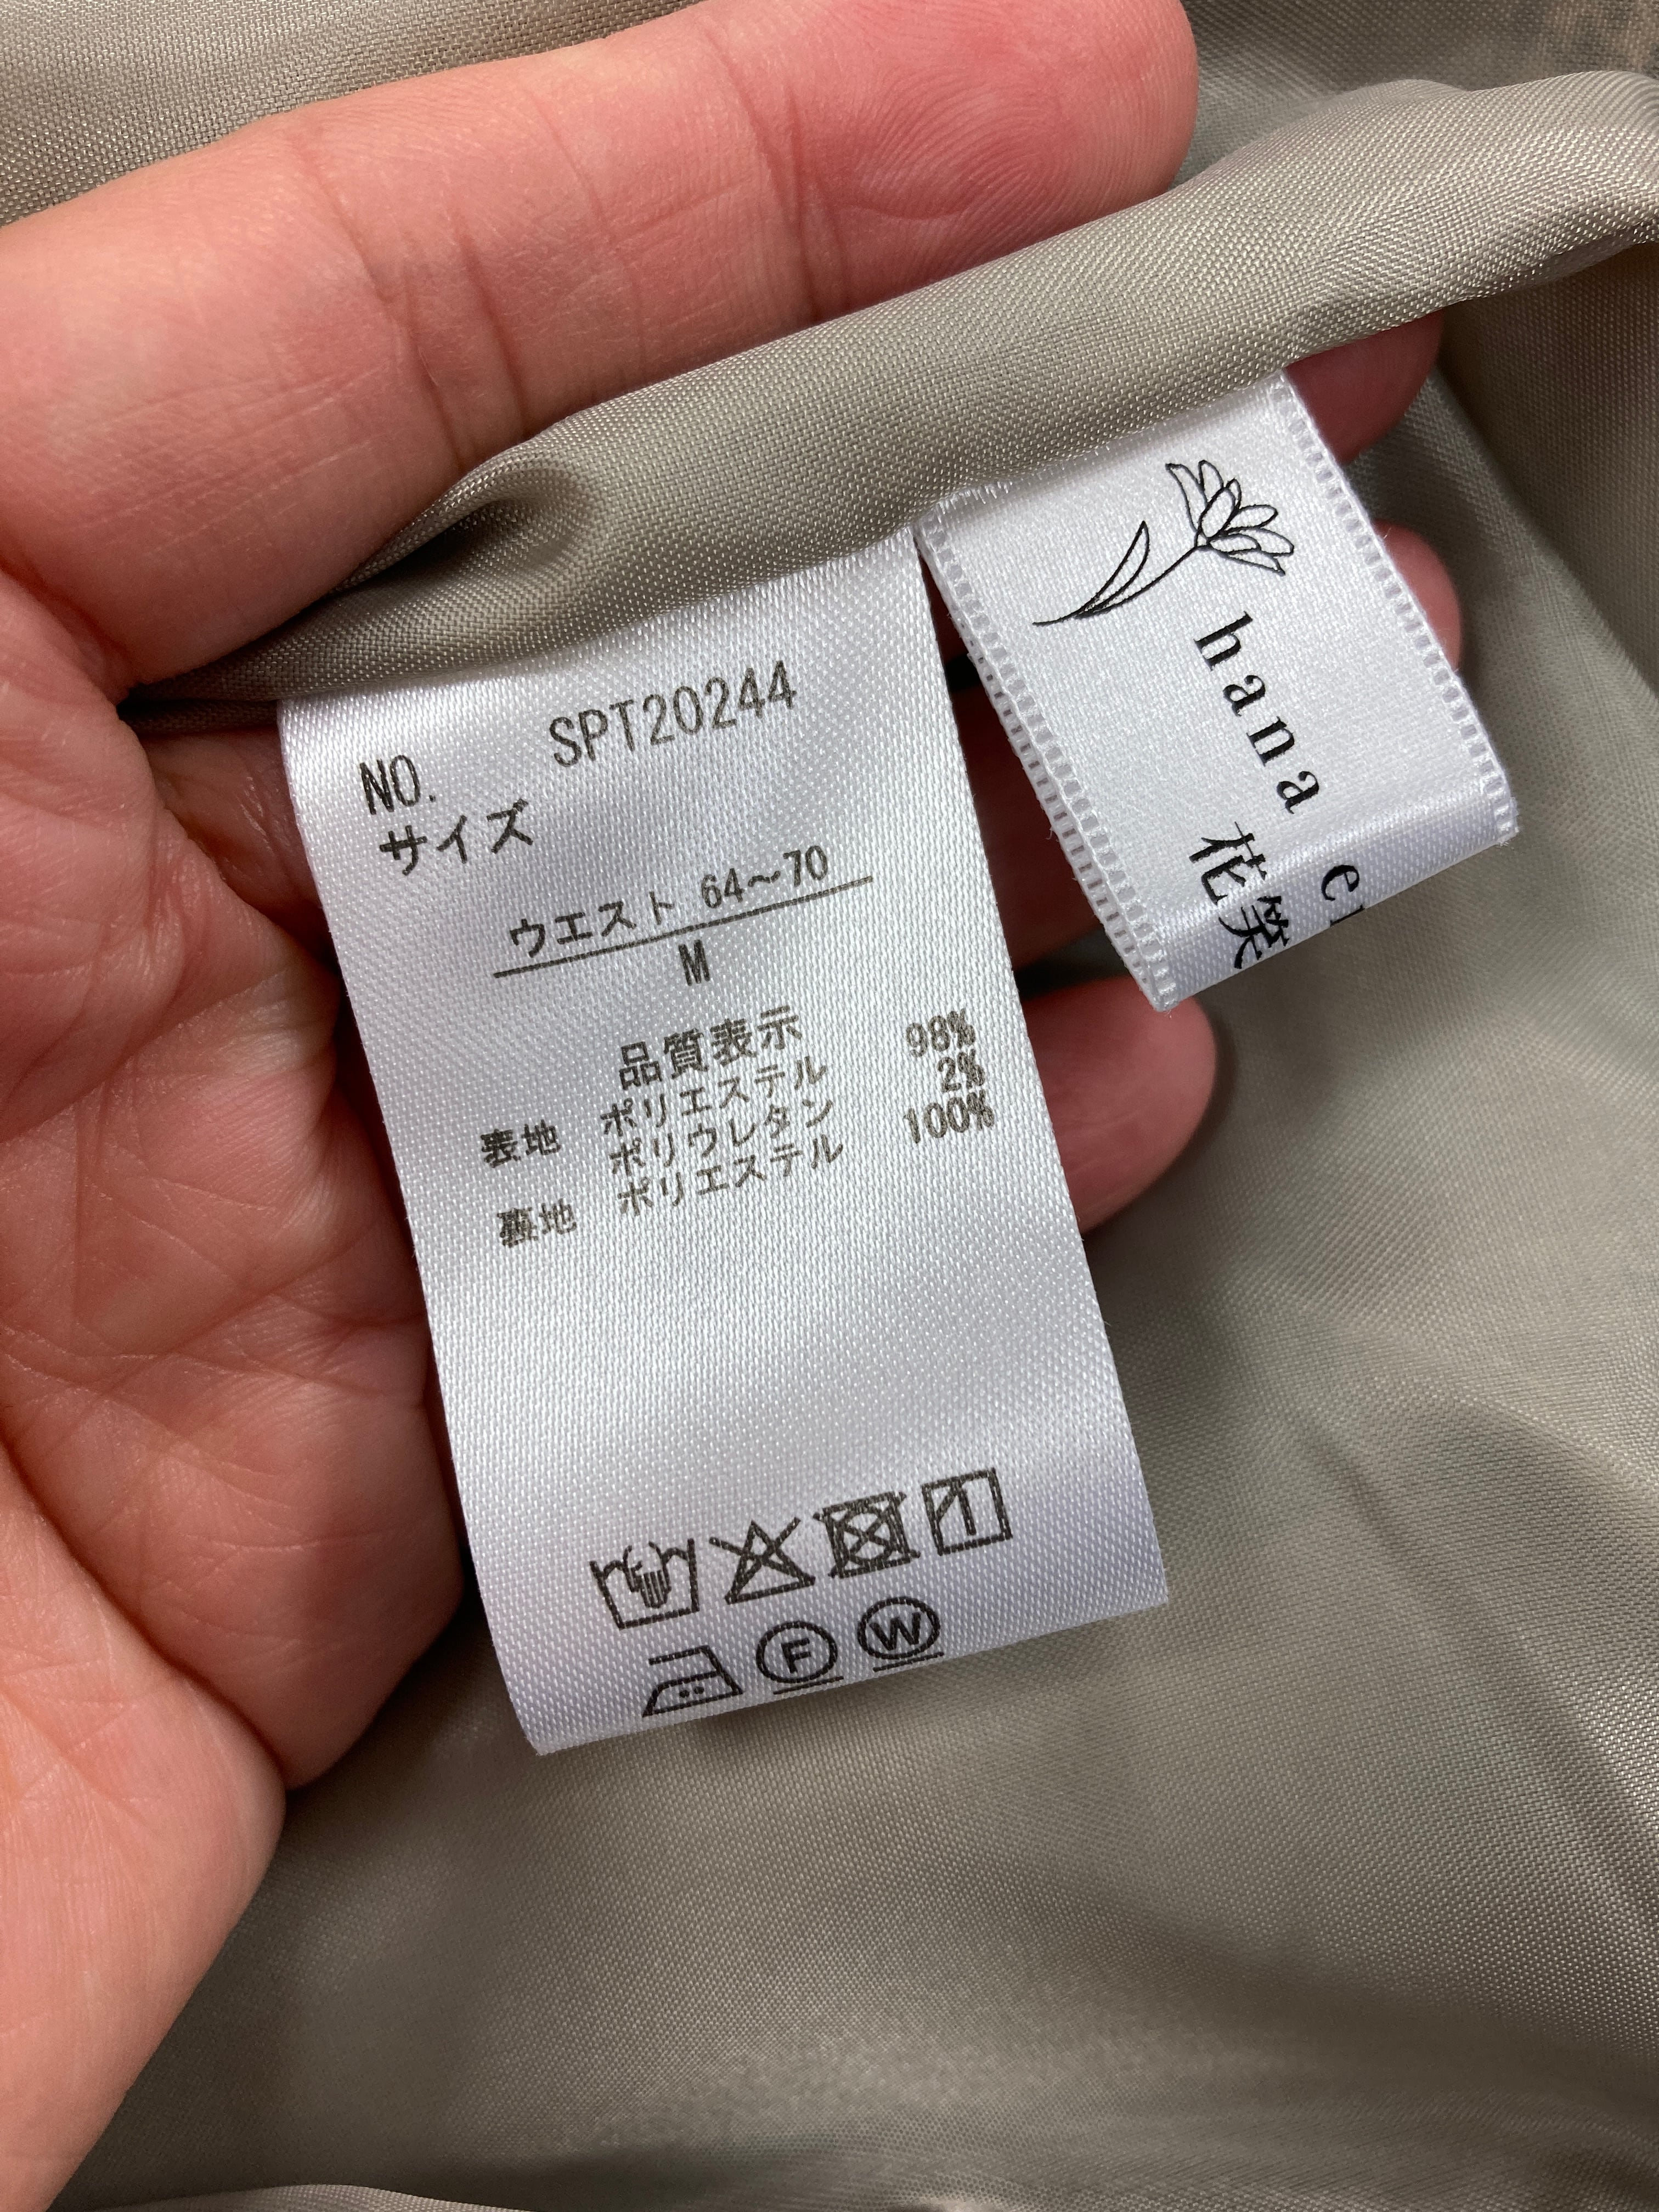 NO. SPT20244
サイズ
ウエスト 64〜70
M
品質表示
表地 ポリエステル 98%
ポリウレタン 2%
裏地 ポリエステル 100%
F W
hana
花笑